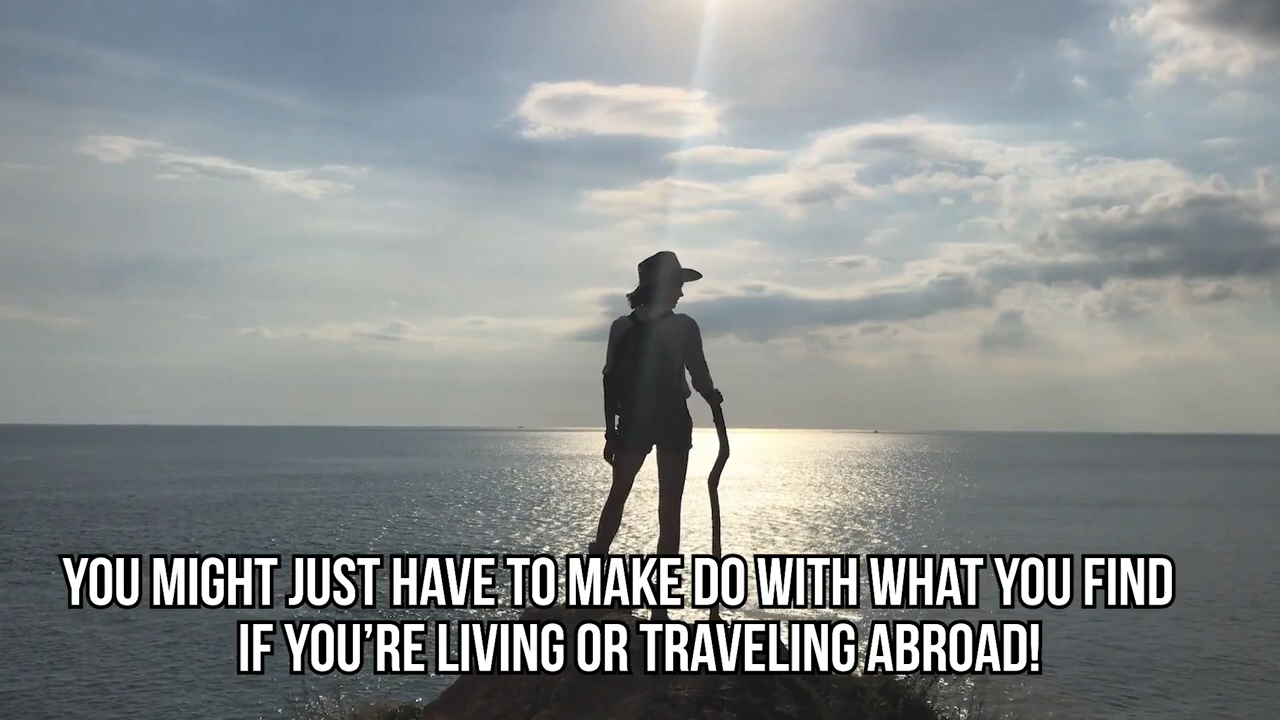 YOU MIGHT JUST HAVE TO MAKE DO WITH WHAT YOU FIND
IF YOU’RE LIVING OR TRAVELING ABROAD!